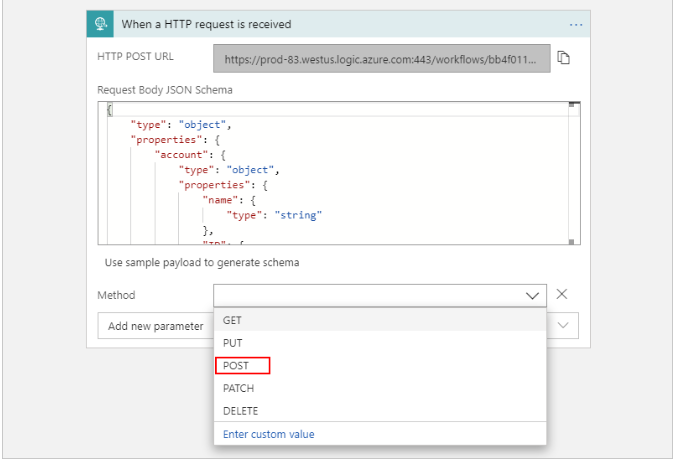 When a HTTP request is received
HTTP POST URL
https://prod-83.westus.logic.azure.com:443/workflows/bb4f011...
Request Body JSON Schema
{
"type": "object",
"properties": {
"account": {
"type": "object",
"properties": {
"name": {
"type": "string"
},
"ID": {
Use sample payload to generate schema
Method
Add new parameter
GET
PUT
POST
PATCH
DELETE
Enter custom value